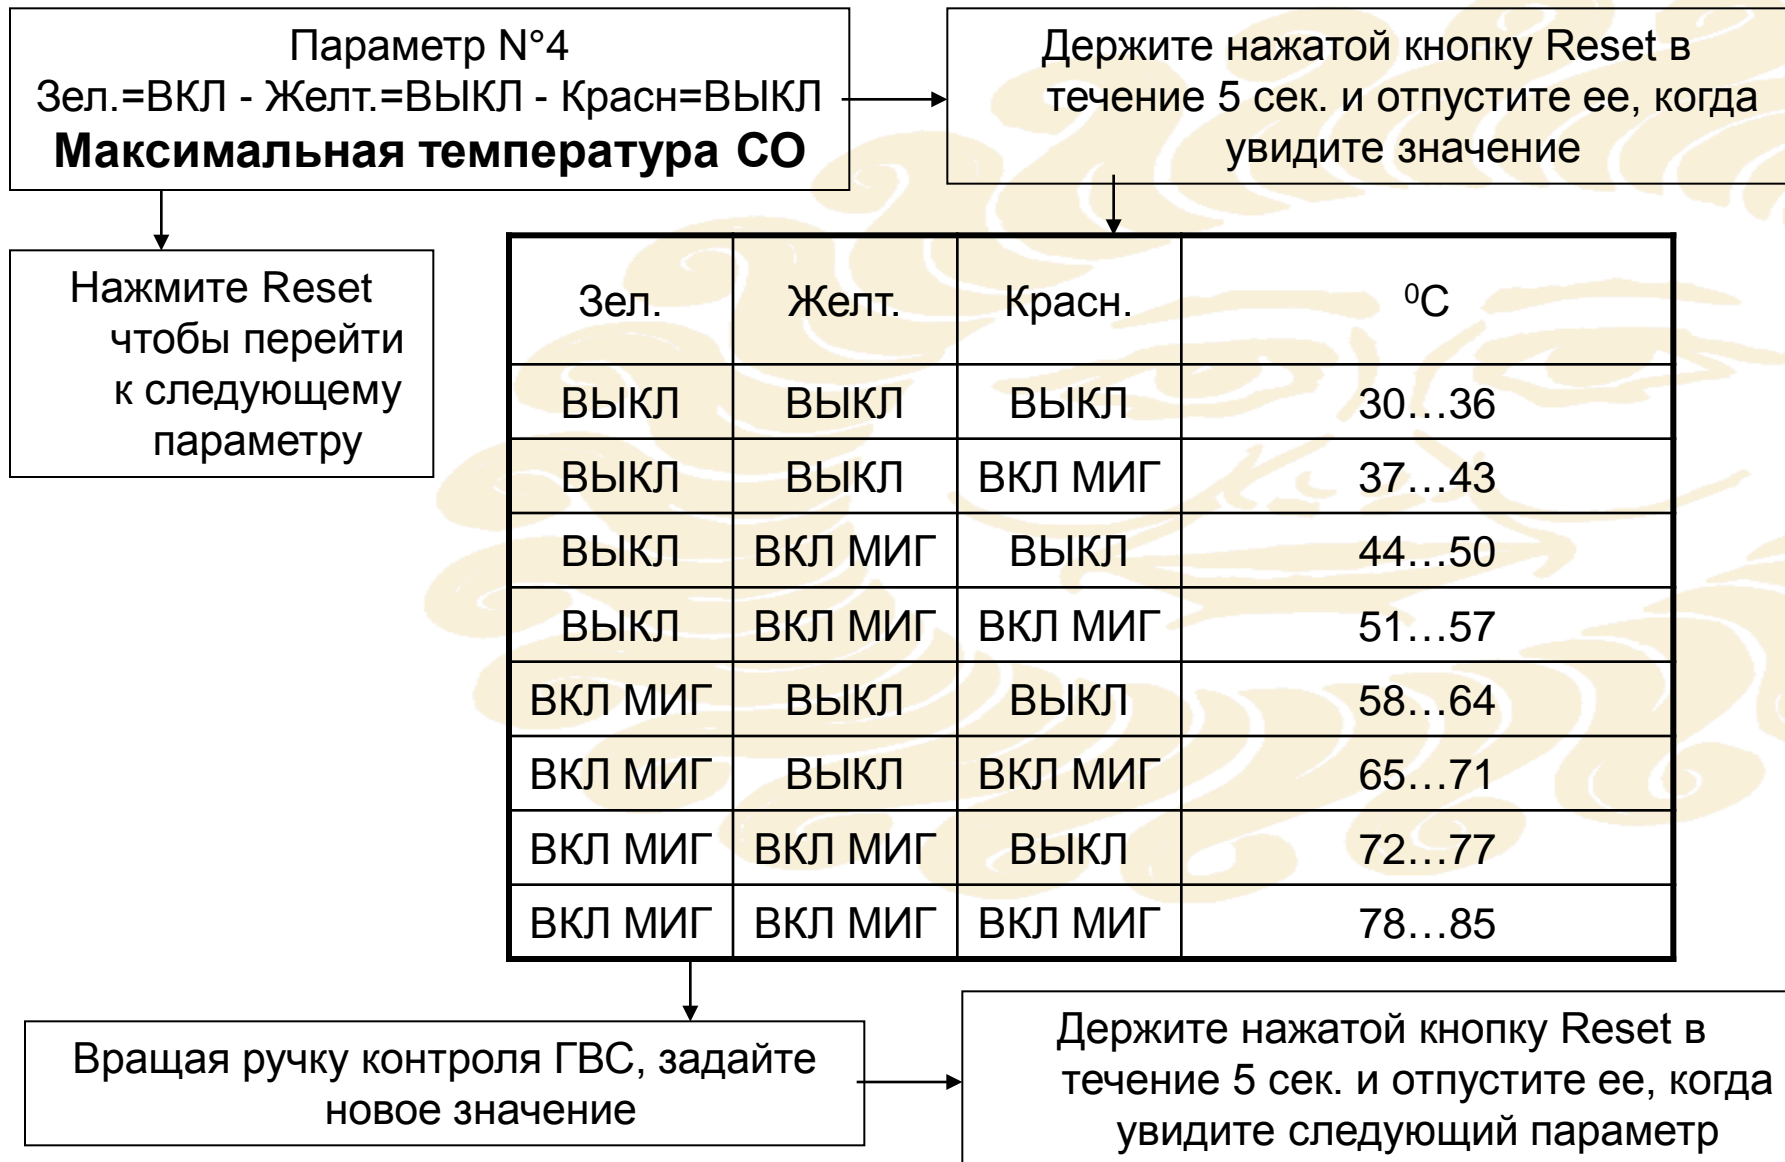 Параметр N°4
Зел.=ВКЛ - Желт.=ВЫКЛ - Красн=ВЫКЛ
Максимальная температура СО
Держите нажатой кнопку Reset в
течение 5 сек. и отпустите ее, когда
увидите значение
Нажмите Reset
чтобы перейти
к следующему
параметру
Зел. Желт. Красн. ⁰С
ВЫКЛ ВЫКЛ ВЫКЛ 30…36
ВЫКЛ ВЫКЛ ВКЛ МИГ 37…43
ВЫКЛ ВКЛ МИГ ВЫКЛ 44…50
ВЫКЛ ВКЛ МИГ ВКЛ МИГ 51…57
ВКЛ МИГ ВЫКЛ ВЫКЛ 58…64
ВКЛ МИГ ВЫКЛ ВКЛ МИГ 65…71
ВКЛ МИГ ВКЛ МИГ ВЫКЛ 72…77
ВКЛ МИГ ВКЛ МИГ ВКЛ МИГ 78…85
Вращая ручку контроля ГВС, задайте
новое значение
Держите нажатой кнопку Reset в
течение 5 сек. и отпустите ее, когда
увидите следующий параметр